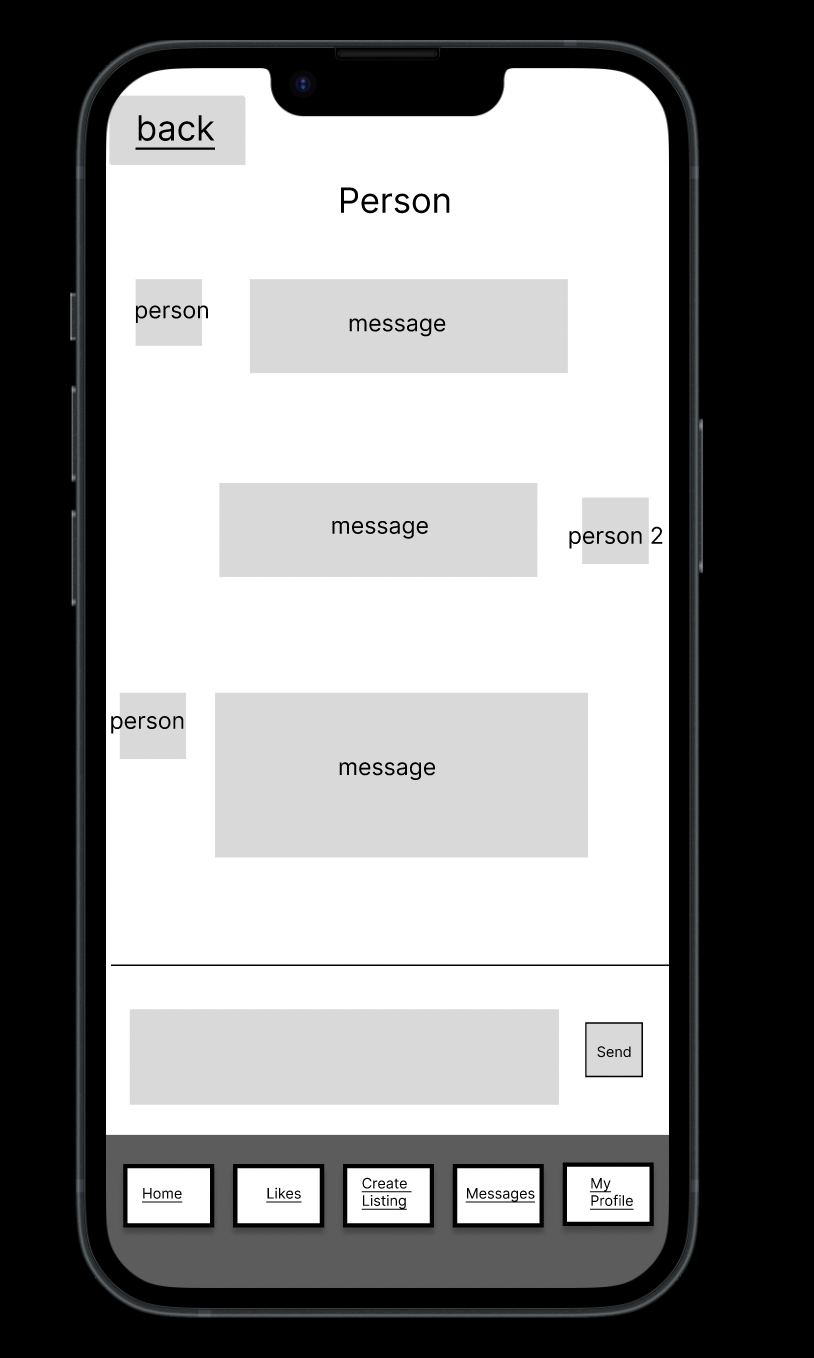 back
Person
person
message
message
person 2
person
message
Send
Home
Likes
Create
Listing
Messages
My
Profile